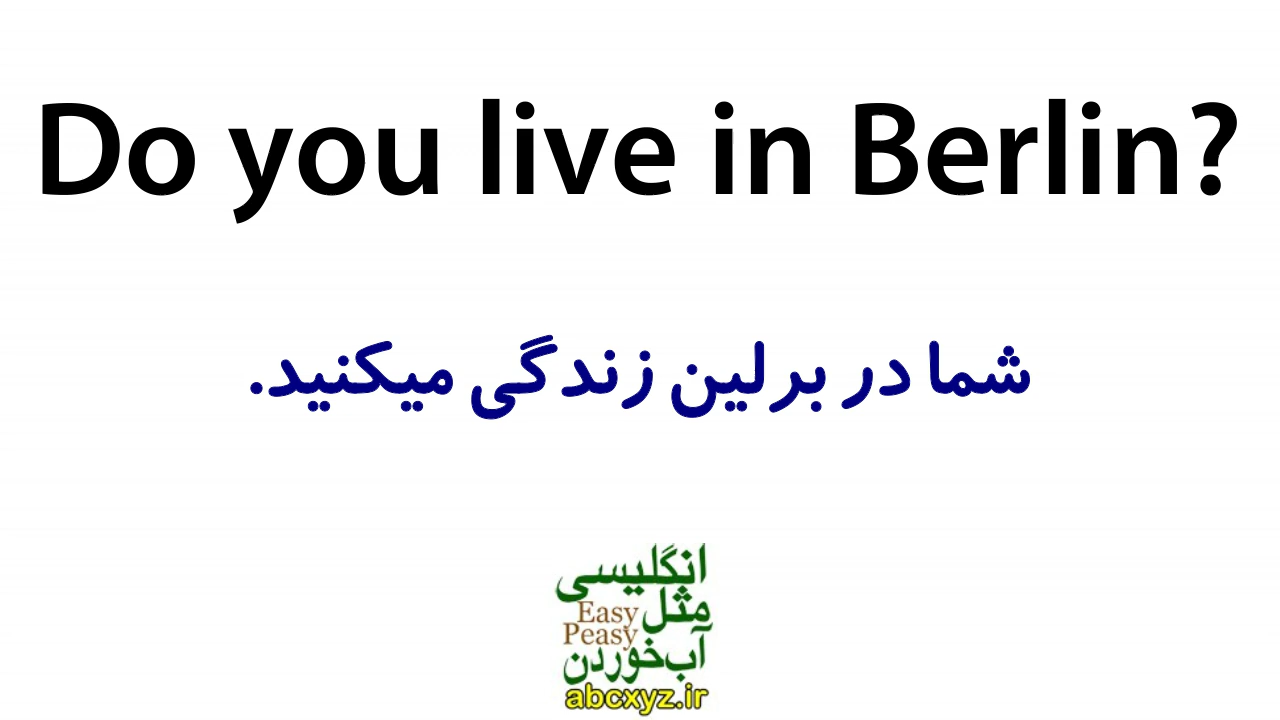 Do you live in Berlin?
شما در برلین زندگی میکنید.
انگلیسی
مثل
Easy
Peasy
آب خوردن
abcxyz.ir